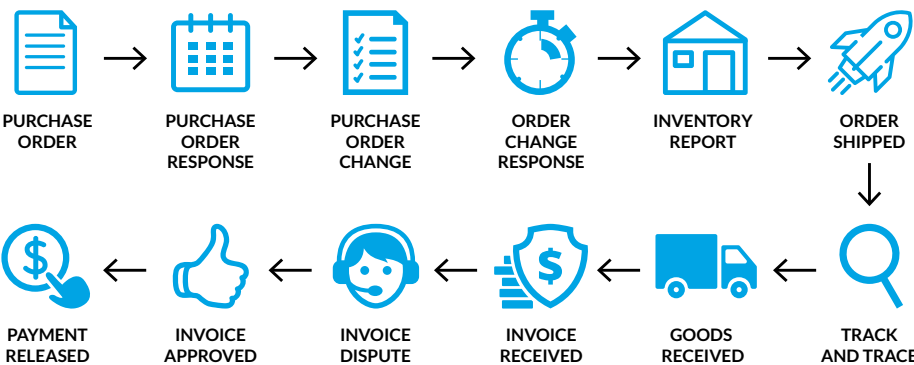 PURCHASE
ORDER
PURCHASE
ORDER
RESPONSE
PURCHASE
ORDER
CHANGE
ORDER
CHANGE
RESPONSE
INVENTORY
REPORT
ORDER
SHIPPED
$
PAYMENT
RELEASED
INVOICE
APPROVED
INVOICE
DISPUTE
$
INVOICE
RECEIVED
GOODS
RECEIVED
TRACK
AND TRACE